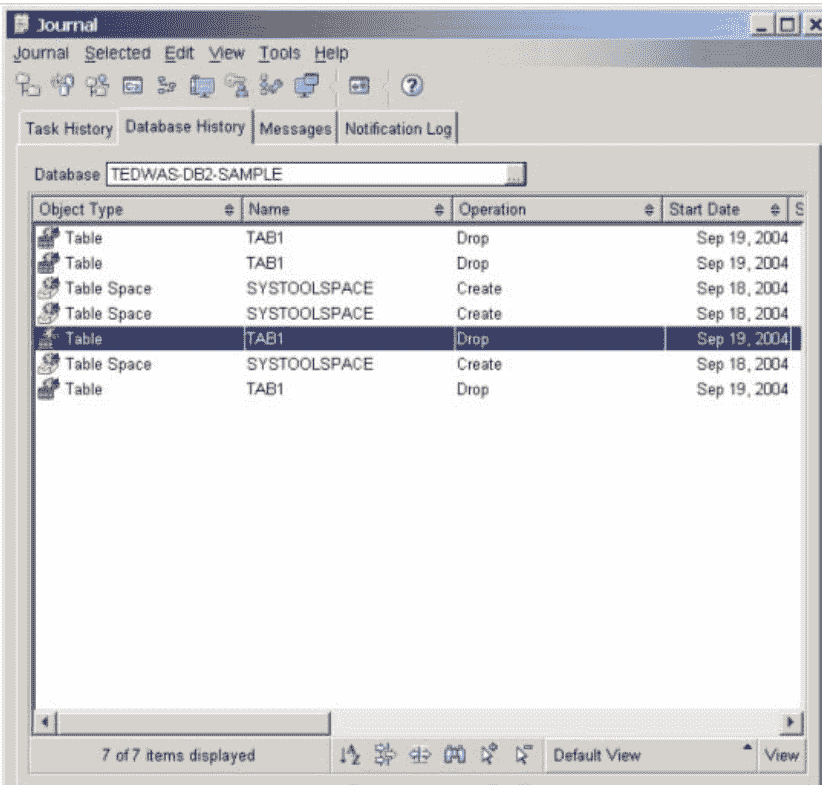 Journal
Journal Selected Edit View Tools Help
Task History Database History Messages Notification Log
Database TEDWAS-DB2-SAMPLE ...
Object Type Name Operation Start Date S
Table TAB1 Drop Sep 19, 2004
Table TAB1 Drop Sep 19, 2004
Table Space SYSTOOLSPACE Create Sep 18, 2004
Table Space SYSTOOLSPACE Create Sep 18, 2004
Table TAB1 Drop Sep 19, 2004
Table Space SYSTOOLSPACE Create Sep 18, 2004
Table TAB1 Drop Sep 19, 2004
7 of 7 items displayed Default View View